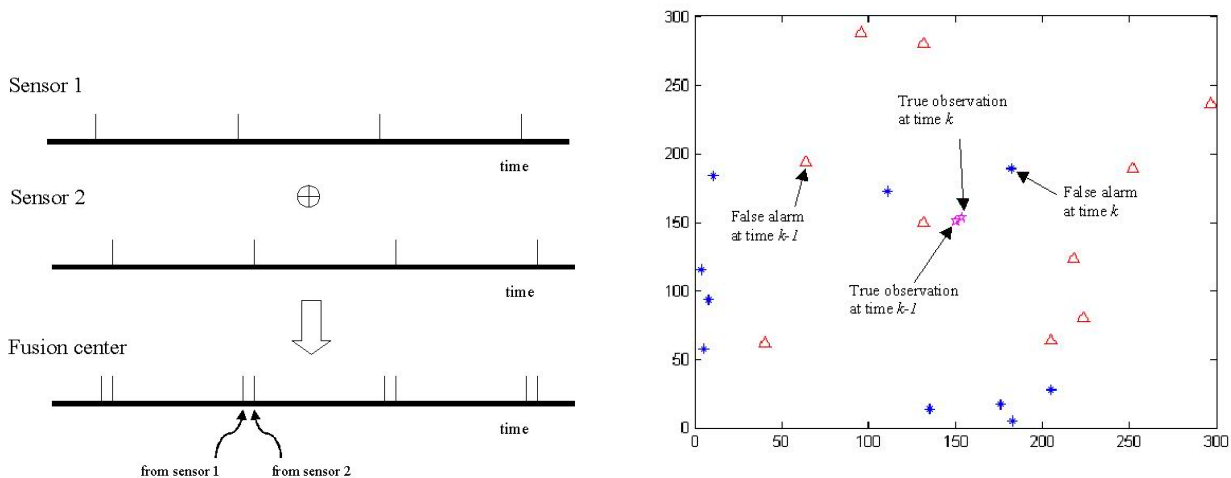 Sensor 1
time
Sensor 2
time
Fusion center
time
from sensor 1
from sensor 2
300
250
200
150
100
50
0
0
50
100
150
200
250
300
True observation
at time k
False alarm
at time k-1
False alarm
at time k
True observation
at time k-1